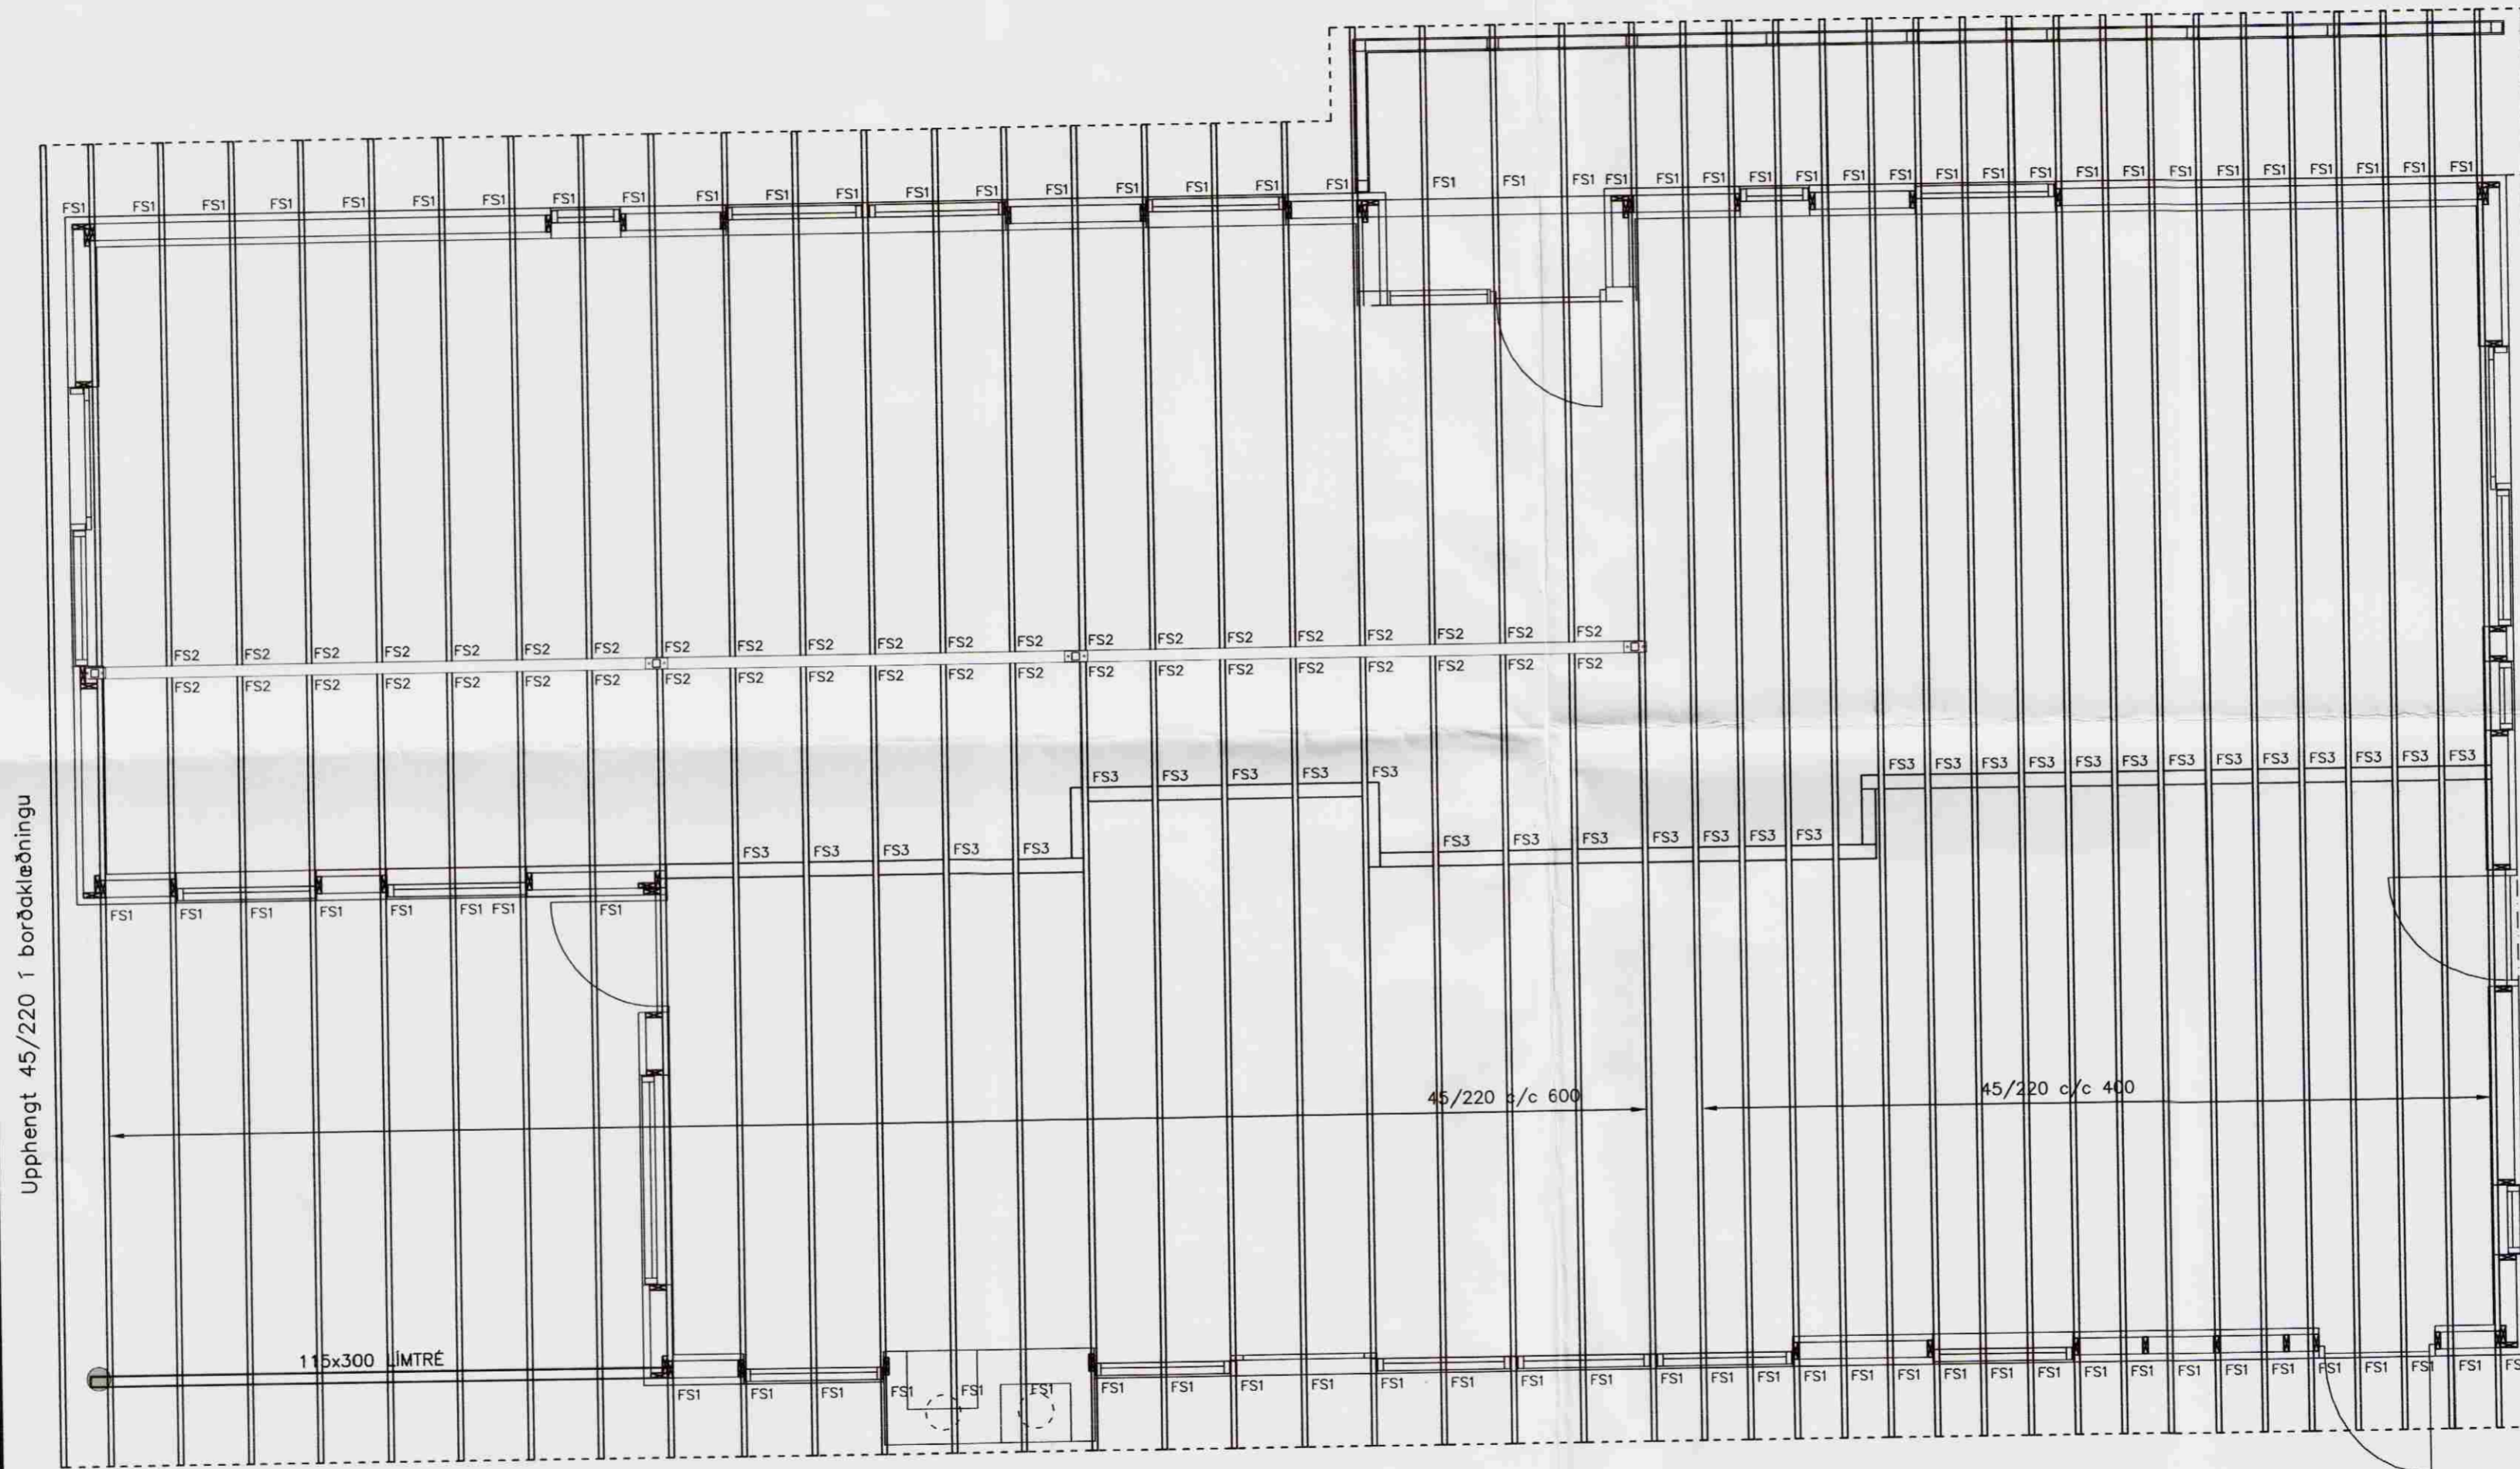 FS1 FS1 FS1 FS1 FS1 FS1 FS1 FS1 FS1 FS1 FS1 FS1 FS1 FS1 FS1 FS1 FS1 FS1 FS1 FS1 FS1 FS1 FS1 FS1 FS1 FS1 FS1 FS1 FS1 FS1 FS1 FS1 FS1 FS1 FS1 FS1 FS1 FS1 FS1 FS1 FS1
FS2 FS2 FS2 FS2 FS2 FS2 FS2 FS2 FS2 FS2 FS2 FS2 FS2 FS2 FS2 FS2 FS2 FS2 FS2 FS2 FS2
FS2 FS2 FS2 FS2 FS2 FS2 FS2 FS2 FS2 FS2 FS2 FS2 FS2 FS2 FS2 FS2 FS2 FS2 FS2 FS2 FS2
FS3 FS3 FS3 FS3 FS3 FS3 FS3 FS3 FS3 FS3 FS3 FS3 FS3 FS3 FS3 FS3 FS3 FS3
FS3 FS3 FS3 FS3 FS3 FS3 FS3 FS3 FS3 FS3 FS3 FS3
FS1 FS1 FS1 FS1 FS1 FS1 FS1 FS1
Upphengt 45/220 í borðaklæðningu
45/220 c/c 600
45/220 c/c 400
115x300 LÍMTRÉ
FS1 FS1 FS1 FS1 FS1 FS1 FS1 FS1 FS1 FS1 FS1 FS1 FS1 FS1 FS1 FS1 FS1 FS1 FS1 FS1 FS1 FS1 FS1 FS1 FS1 FS1 FS1 FS1 FS1 FS1 FS1 FS1 FS